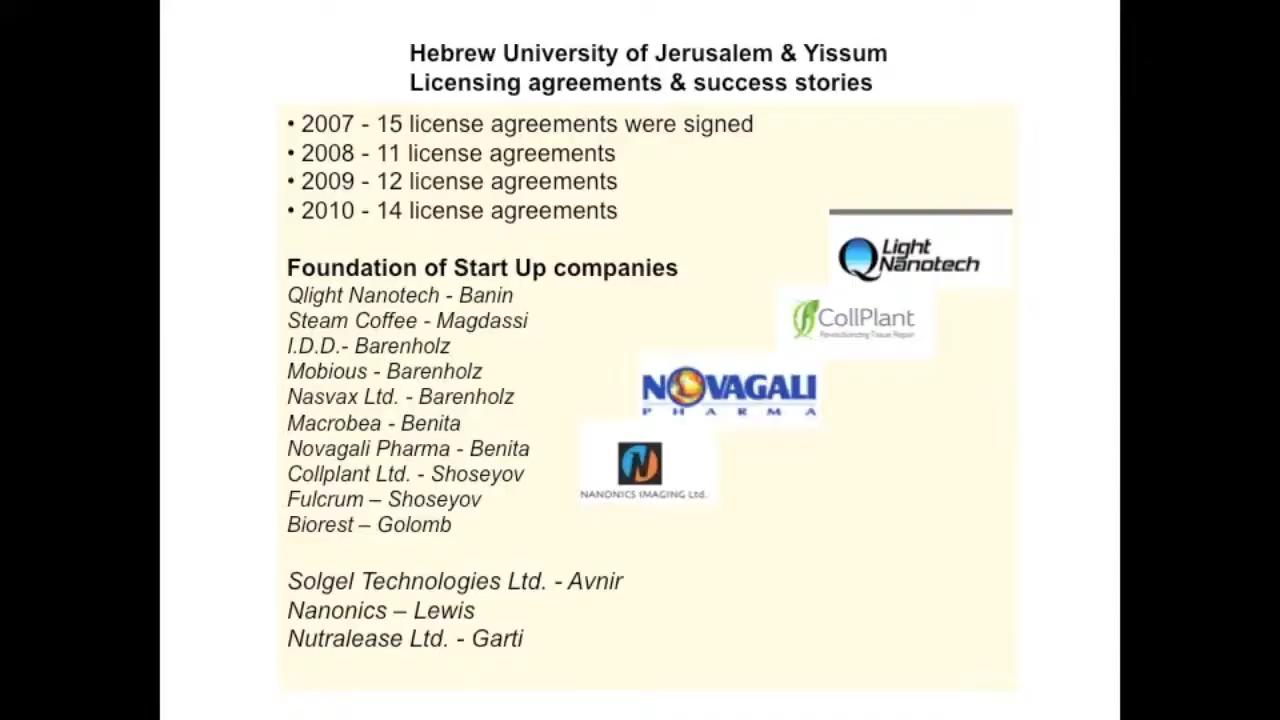 Hebrew University of Jerusalem & Yissum
Licensing agreements & success stories
• 2007 - 15 license agreements were signed
• 2008 - 11 license agreements
• 2009 - 12 license agreements
• 2010 - 14 license agreements
Foundation of Start Up companies
Qlight Nanotech - Banin
Steam Coffee - Magdassi
I.D.D.- Barenholz
Mobious - Barenholz
Nasvax Ltd. - Barenholz
Macrobea - Benita
Novagali Pharma - Benita
Collplant Ltd. - Shoseyov
Fulcrum – Shoseyov
Biorest – Golomb
Solgel Technologies Ltd. - Avnir
Nanonics – Lewis
Nutralease Ltd. - Garti
Q Light
Nanotech
CollPlant
Revolutionizing Tissue Repair
NOVAGALI
PHARMA
N
NANONICS IMAGING Ltd.